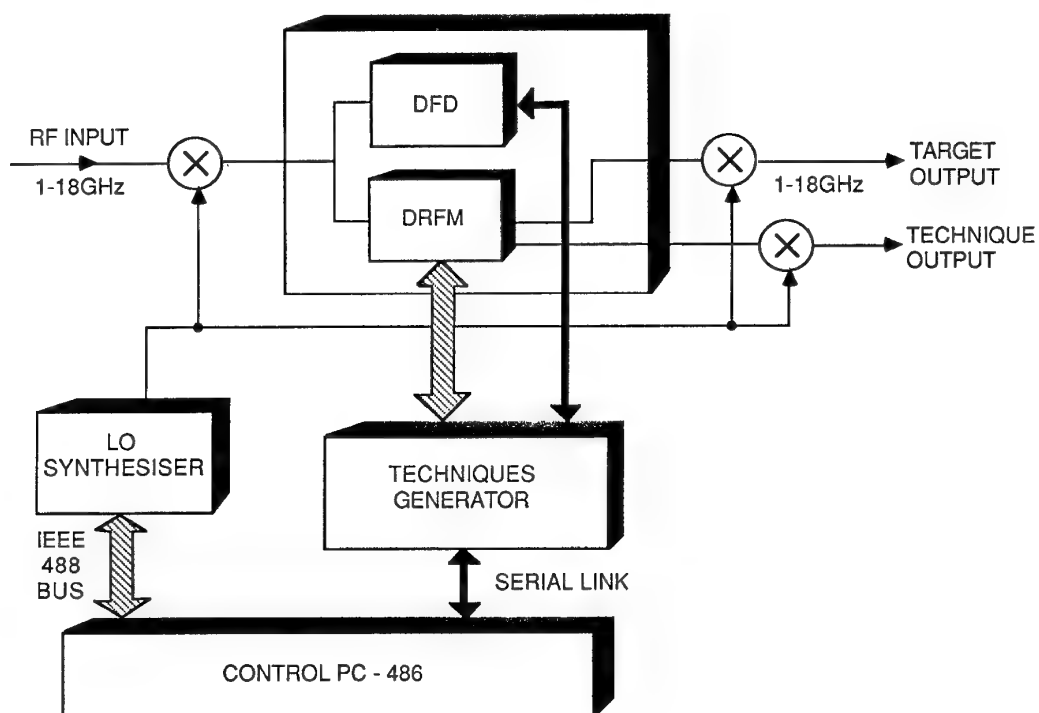 DFD
RF INPUT
1-18GHz
DRFM
1-18GHz
TARGET
OUTPUT
TECHNIQUE
OUTPUT
LO
SYNTHESISER
TECHNIQUES
GENERATOR
IEEE
488
BUS
SERIAL LINK
CONTROL PC - 486